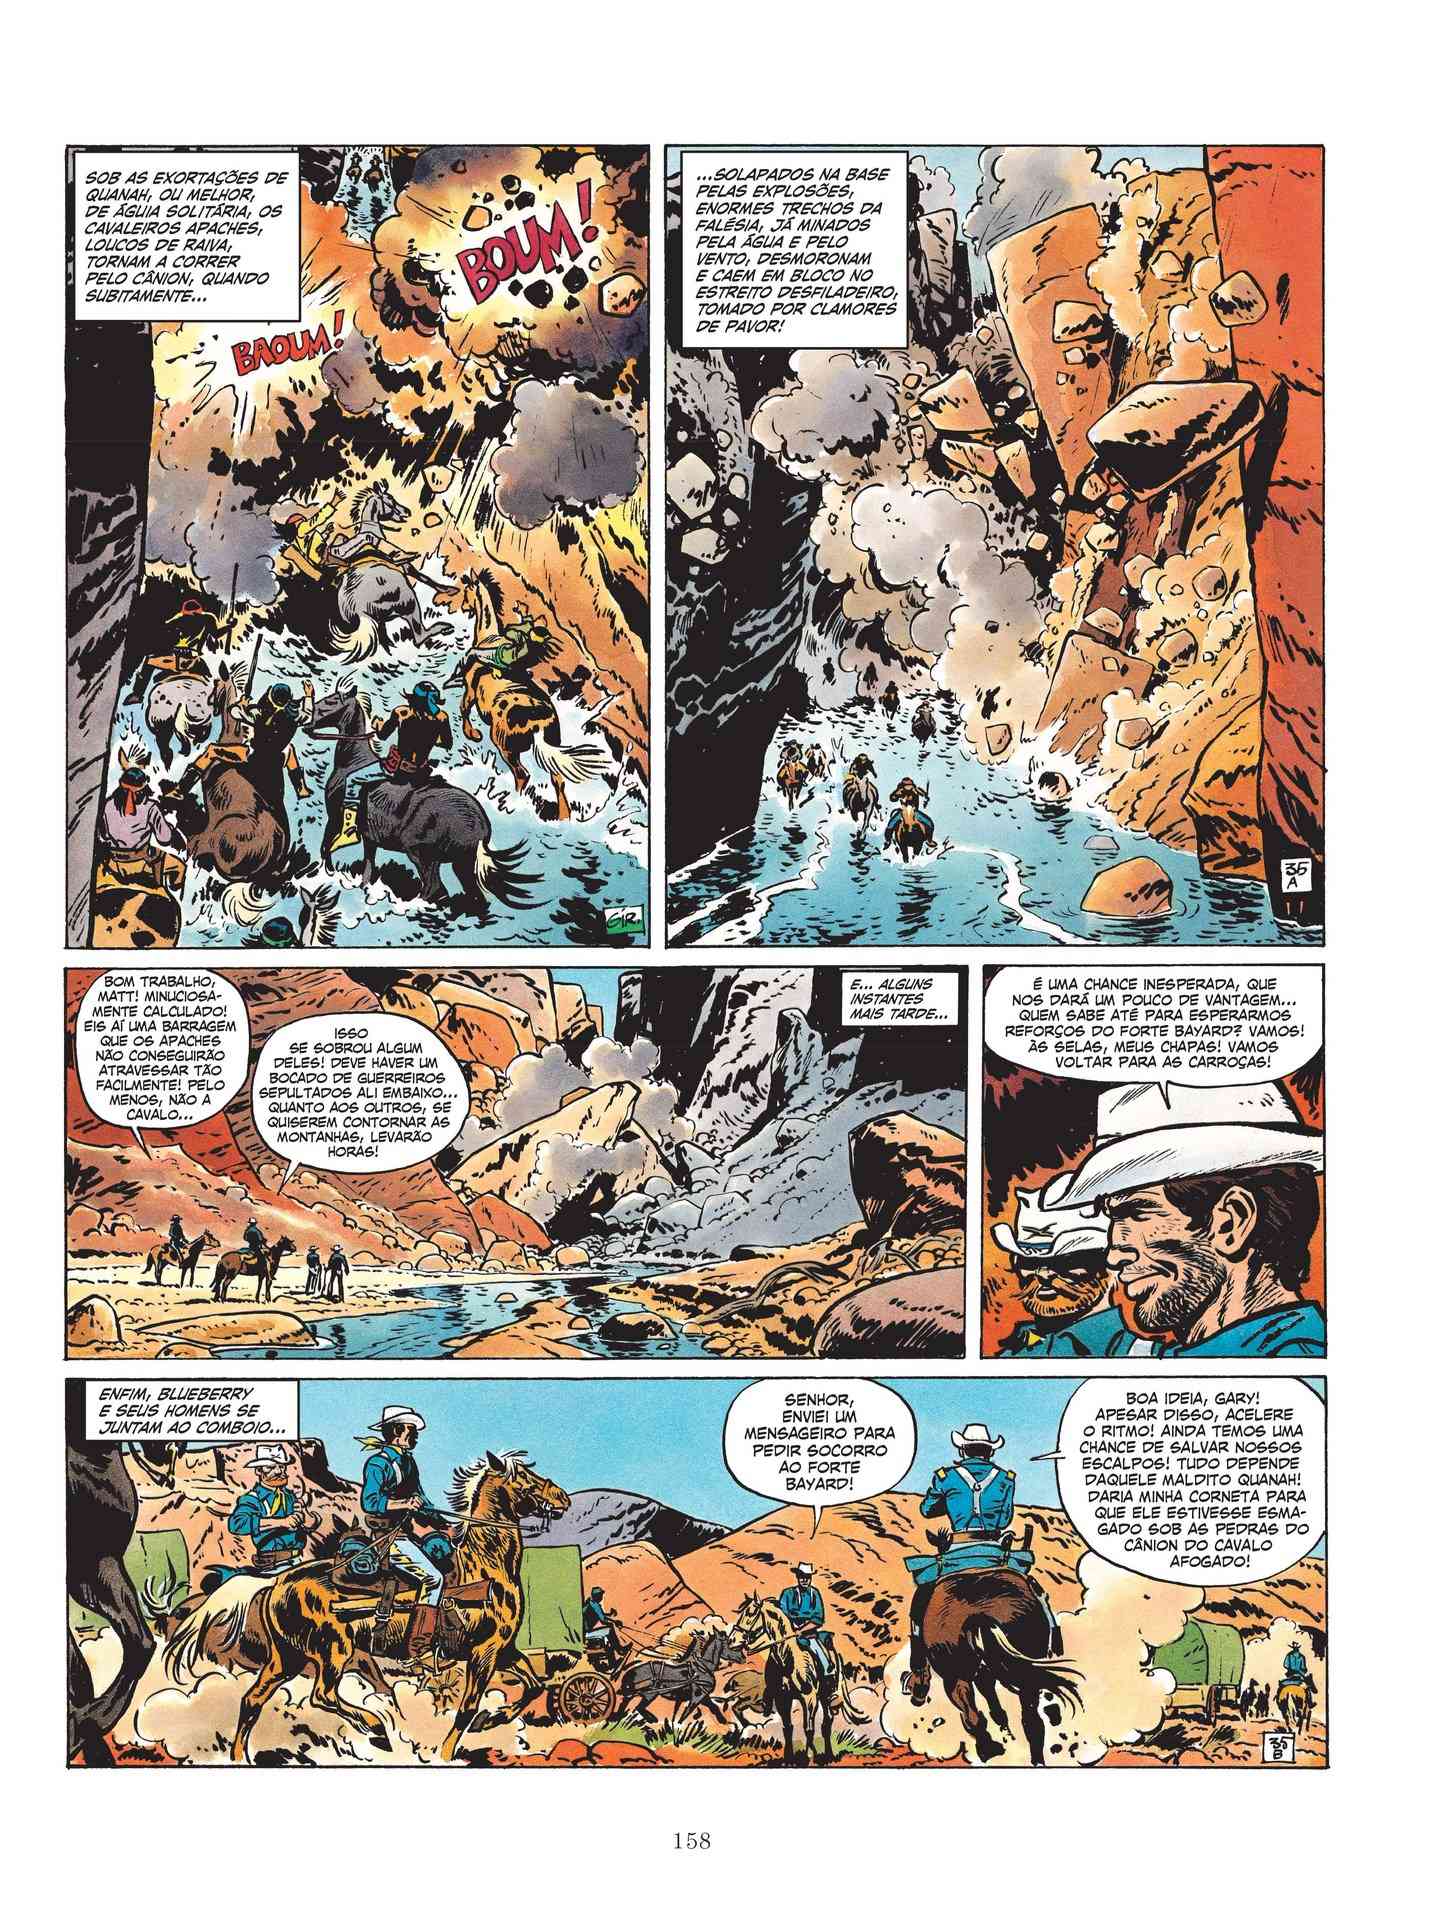 SOB AS EXORTAÇÕES DE
QUANAH, OU MELHOR,
DE ÁGUIA SOLITÁRIA, OS
CAVALEIROS APACHES,
LOUCOS DE RAIVA,
TORNAM A CORRER
PELO CÂNION, QUANDO
SUBITAMENTE...
BAOUM!
BOUM!
GIR.
...SOLAPADOS NA BASE
PELAS EXPLOSÕES,
ENORMES TRECHOS DA
FALÉSIA, JÁ MINADOS
PELA ÁGUA E PELO
VENTO, DESMORONAM
E CAEM EM BLOCO NO
ESTREITO DESFILADEIRO,
TOMADO POR CLAMORES
DE PAVOR!
35
A
BOM TRABALHO,
MATT! MINUCIOSA-
MENTE CALCULADO!
EIS AÍ UMA BARRAGEM
QUE OS APACHES
NÃO CONSEGUIRÃO
ATRAVESSAR TÃO
FACILMENTE! PELO
MENOS, NÃO A
CAVALO...
ISSO
SE SOBROU ALGUM
DELES! DEVE HAVER UM
BOCADO DE GUERREIROS
SEPULTADOS ALI EMBAIXO...
QUANTO AOS OUTROS, SE
QUISEREM CONTORNAR AS
MONTANHAS, LEVARÃO
HORAS!
E... ALGUNS
INSTANTES
MAIS TARDE...
É UMA CHANCE INESPERADA, QUE
NOS DARÁ UM POUCO DE VANTAGEM...
QUEM SABE ATÉ PARA ESPERARMOS
REFORÇOS DO FORTE BAYARD? VAMOS!
ÀS SELAS, MEUS CHAPAS! VAMOS
VOLTAR PARA AS CARROÇAS!
ENFIM, BLUEBERRY
E SEUS HOMENS SE
JUNTAM AO COMBOIO...
SENHOR,
ENVIEI UM
MENSAGEIRO PARA
PEDIR SOCORRO
AO FORTE
BAYARD!
BOA IDEIA, GARY!
APESAR DISSO, ACELERE
O RITMO! AINDA TEMOS UMA
CHANCE DE SALVAR NOSSOS
ESCALPOS! TUDO DEPENDE
DAQUELE MALDITO QUANAH!
DARIA MINHA CORNETA PARA
QUE ELE ESTIVESSE ESMA-
GADO SOB AS PEDRAS DO
CÂNION DO CAVALO
AFOGADO!
35
B
158